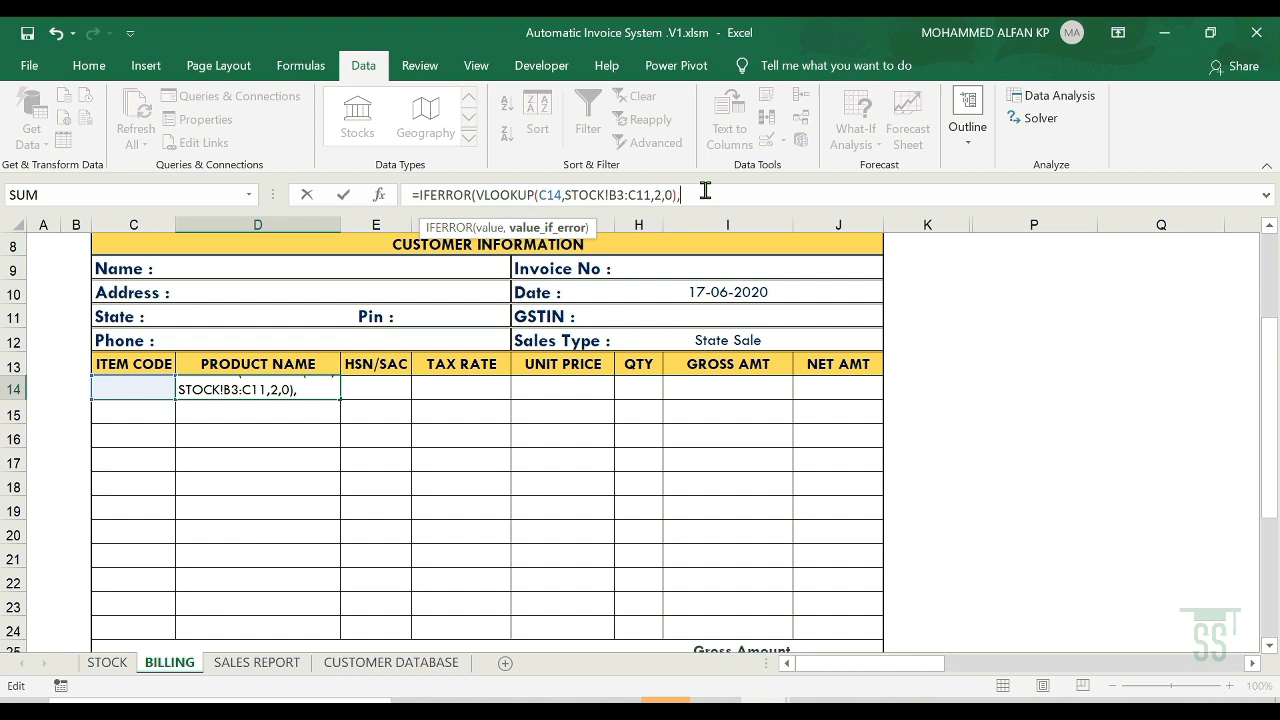 Automatic Invoice System .V1.xlsm - Excel
MOHAMMED ALFAN KP
MA
File Home Insert Page Layout Formulas Data Review View Developer Help Power Pivot Tell me what you want to do Share
Get Data
Refresh All
Queries & Connections
Properties
Edit Links
Stocks
Geography
Sort
Filter
Clear
Reapply
Advanced
Text to Columns
What-If Analysis
Forecast Sheet
Outline
Data Analysis
Solver
Get & Transform Data Queries & Connections Data Types Sort & Filter Data Tools Forecast Analyze
SUM
fx
=IFERROR(VLOOKUP(C14,STOCK!B3:C11,2,0),
IFERROR(value, value_if_error)
A B C D E H I J K P Q
8 CUSTOMER INFORMATION
9 Name : Invoice No :
10 Address : Date : 17-06-2020
11 State : Pin : GSTIN :
12 Phone : Sales Type : State Sale
13 ITEM CODE PRODUCT NAME HSN/SAC TAX RATE UNIT PRICE QTY GROSS AMT NET AMT
14 STOCK!B3:C11,2,0),
15
16
17
18
19
20
21
22
23
24
25 Gross Amount
SS
STOCK BILLING SALES REPORT CUSTOMER DATABASE
Edit
100%